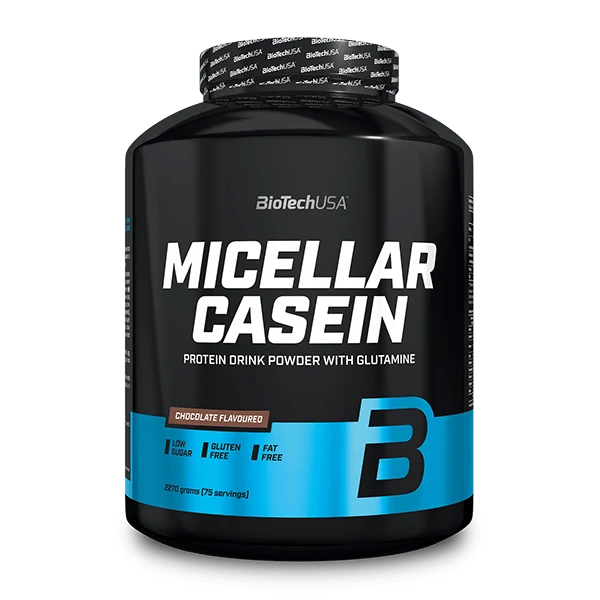 BioTechUSA
BioTechUSA®
MICELLAR
CASEIN
PROTEIN DRINK POWDER WITH GLUTAMINE
CHOCOLATE FLAVOURED
LOW SUGAR
GLUTEN FREE
FAT FREE
2270 grams (75 servings)
B